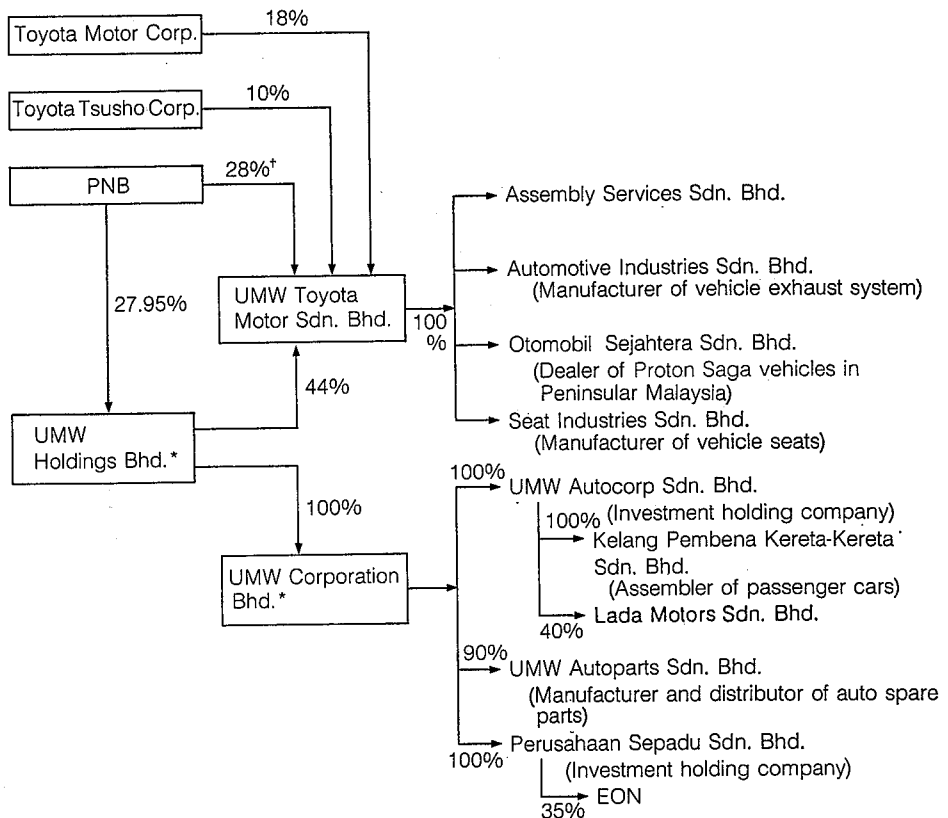 18%
Toyota Motor Corp.
10%
Toyota Tsusho Corp.
28%†
PNB
Assembly Services Sdn. Bhd.
Automotive Industries Sdn. Bhd.
(Manufacturer of vehicle exhaust system)
27.95%
UMW Toyota
Motor Sdn. Bhd.
100
%
Otomobil Sejahtera Sdn. Bhd.
(Dealer of Proton Saga vehicles in
Peninsular Malaysia)
44%
Seat Industries Sdn. Bhd.
(Manufacturer of vehicle seats)
UMW
Holdings Bhd.*
100%
100%
UMW Autocorp Sdn. Bhd.
(Investment holding company)
100%
Kelang Pembena Kereta-Kereta
Sdn. Bhd.
(Assembler of passenger cars)
UMW Corporation
Bhd.*
40%
Lada Motors Sdn. Bhd.
90%
UMW Autoparts Sdn. Bhd.
(Manufacturer and distributor of auto spare
parts)
100%
Perusahaan Sepadu Sdn. Bhd.
(Investment holding company)
35%
EON